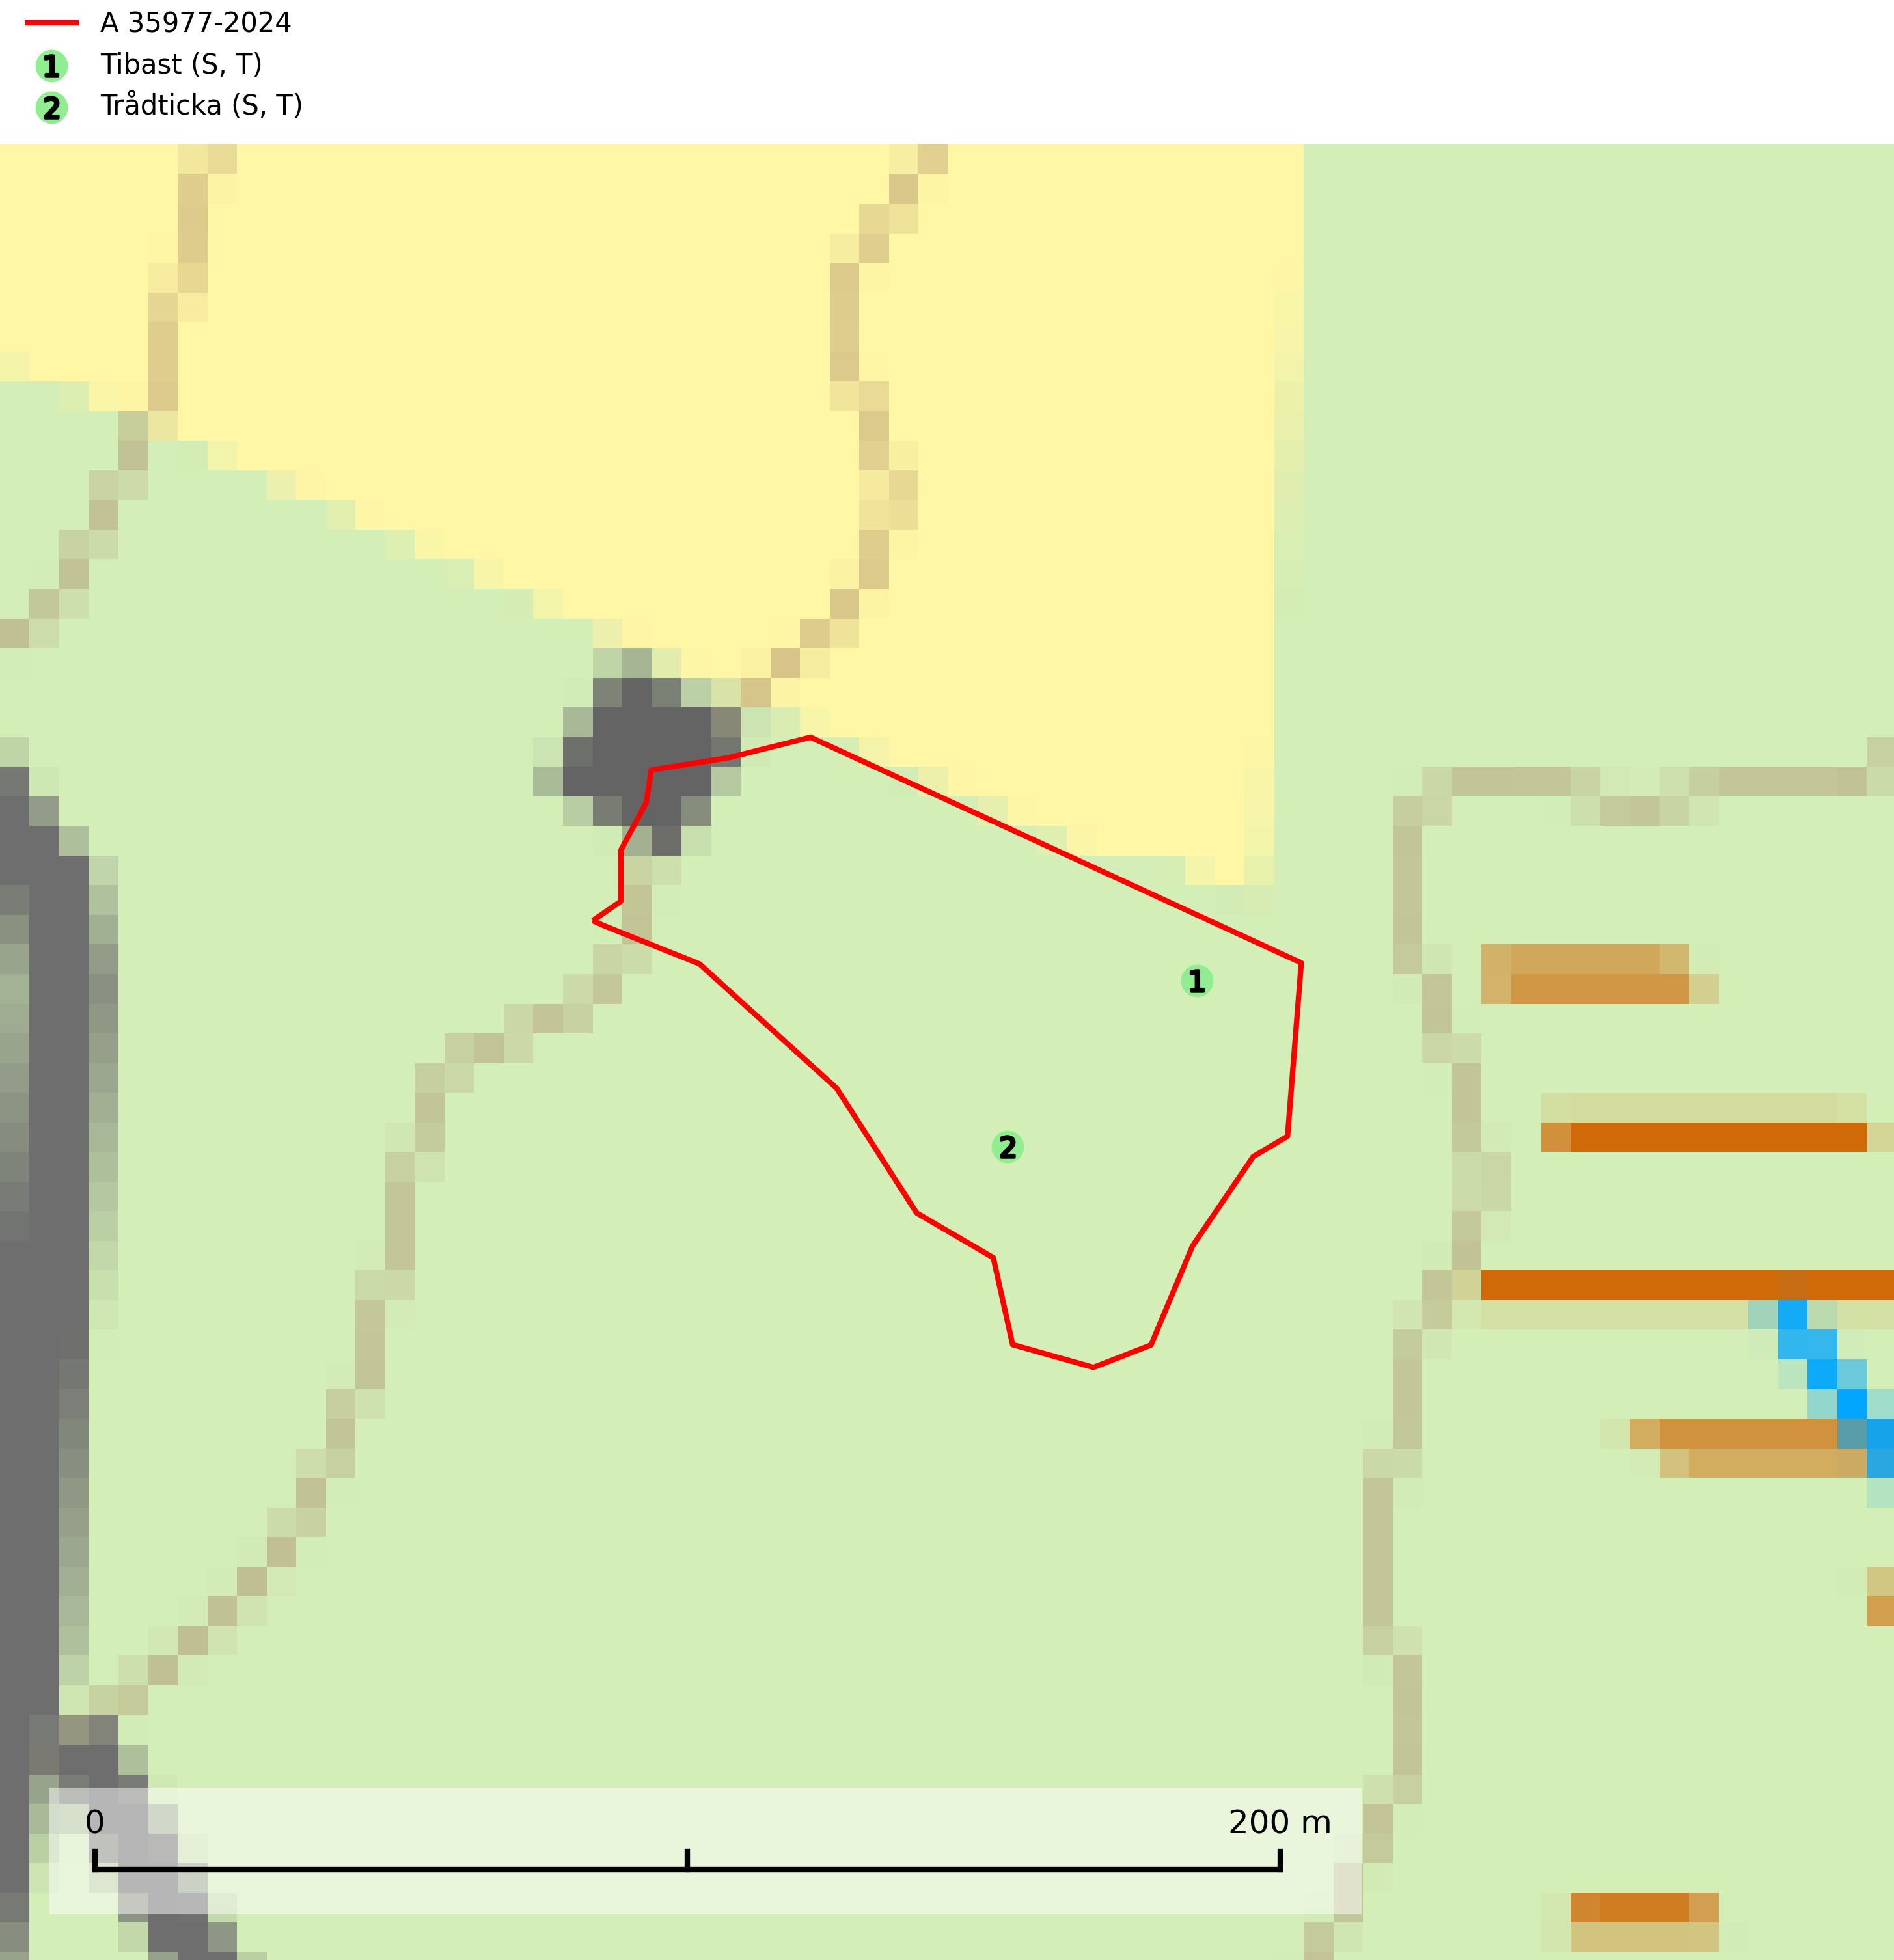 A 35977-2024
1 Tibast (S, T)
2 Trådticka (S, T)
1
2
0 200 m